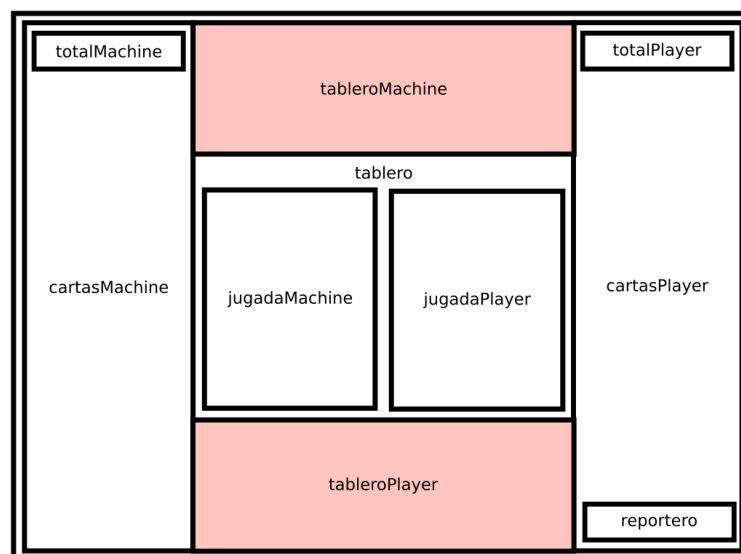 totalMachine
tableroMachine
totalPlayer
tablero
cartasMachine
jugadaMachine
jugadaPlayer
cartasPlayer
tableroPlayer
reportero